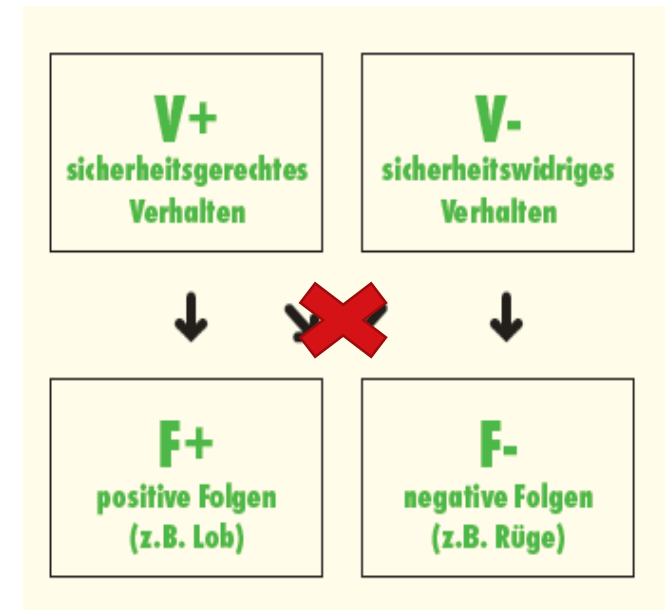 V+
sicherheitsgerechtes
Verhalten
V-
sicherheitswidriges
Verhalten
F+
positive Folgen
(z.B. Lob)
F-
negative Folgen
(z.B. Rüge)